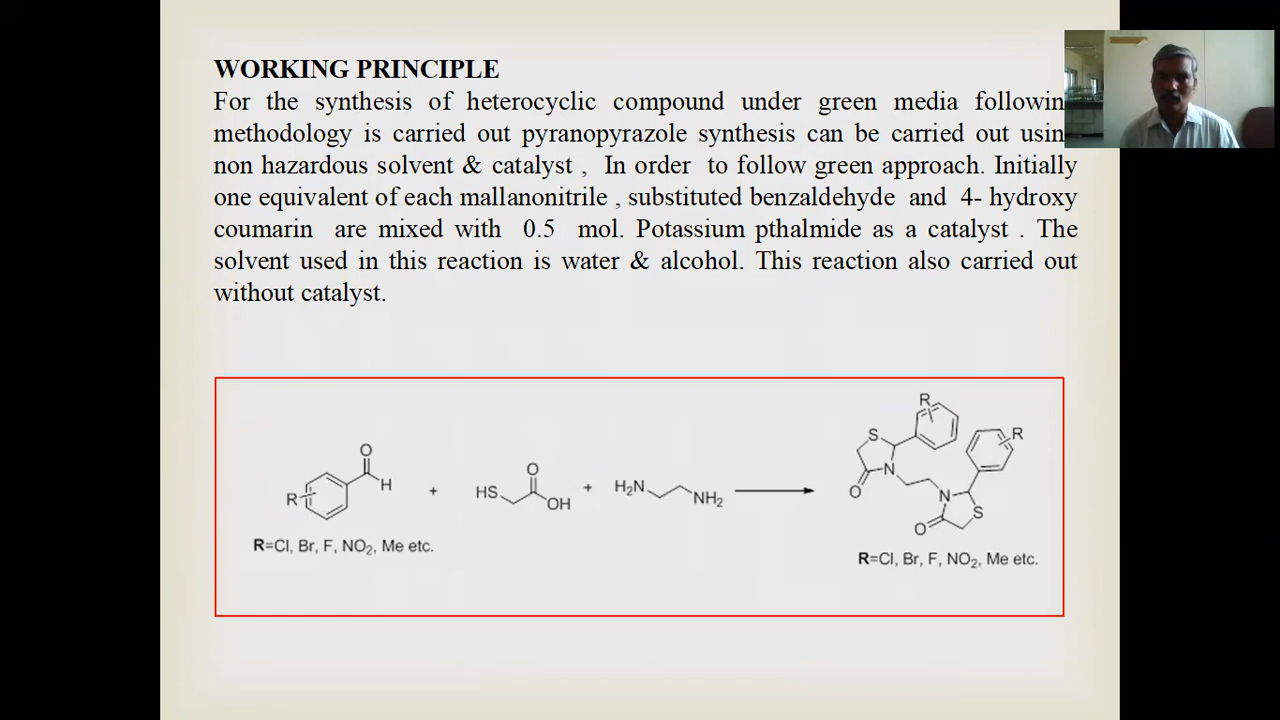 WORKING PRINCIPLE
For the synthesis of heterocyclic compound under green media followin
methodology is carried out pyranopyrazole synthesis can be carried out usin
non hazardous solvent & catalyst , In order to follow green approach. Initially
one equivalent of each mallanonitrile , substituted benzaldehyde and 4- hydroxy
coumarin are mixed with 0.5 mol. Potassium pthalmide as a catalyst . The
solvent used in this reaction is water & alcohol. This reaction also carried out
without catalyst.
R O H + HS O OH + H₂N NH₂ R S N O R N S O
R=Cl, Br, F, NO₂, Me etc.
R=Cl, Br, F, NO₂, Me etc.